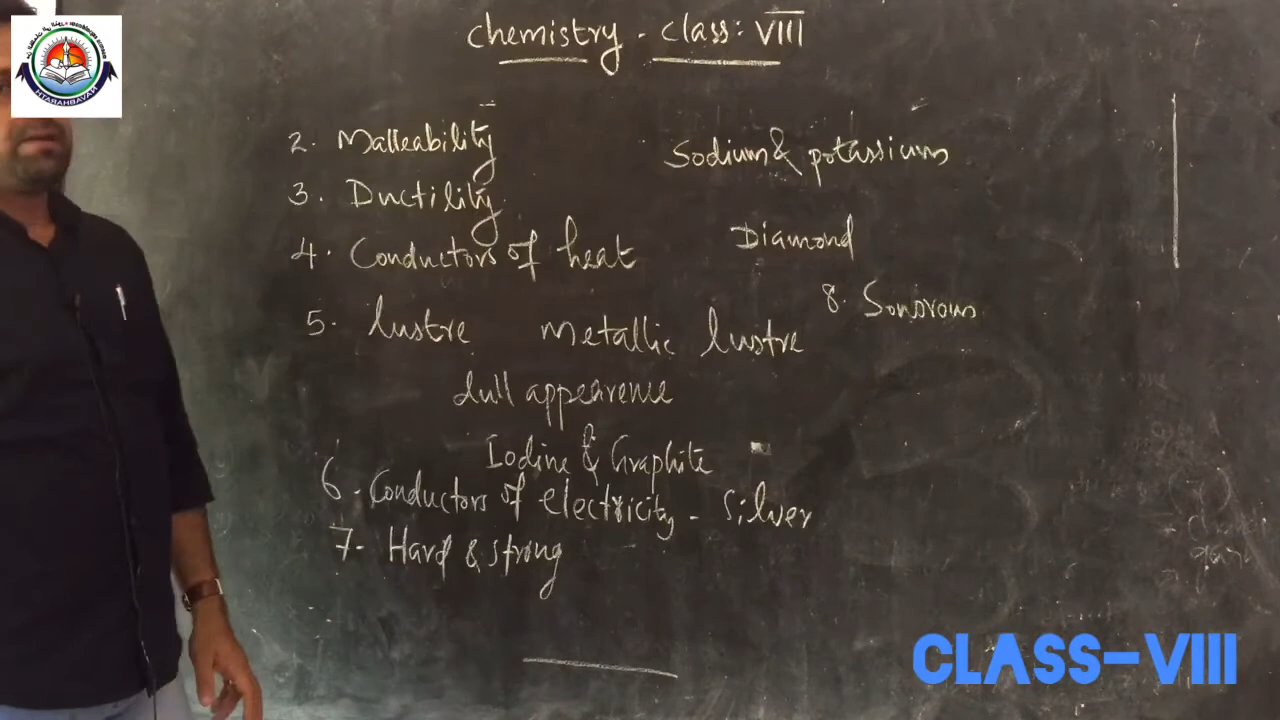 chemistry - class: VIII
2. Malleability
Sodium & potassium
3. Ductility
4. Conductors of heat
Diamond
8. Sonorous
5. lustre metallic lustre
dull appearence
Iodine & Graphite
6. Conductors of electricity - Silver
7. Hard & strong
CLASS-VIII